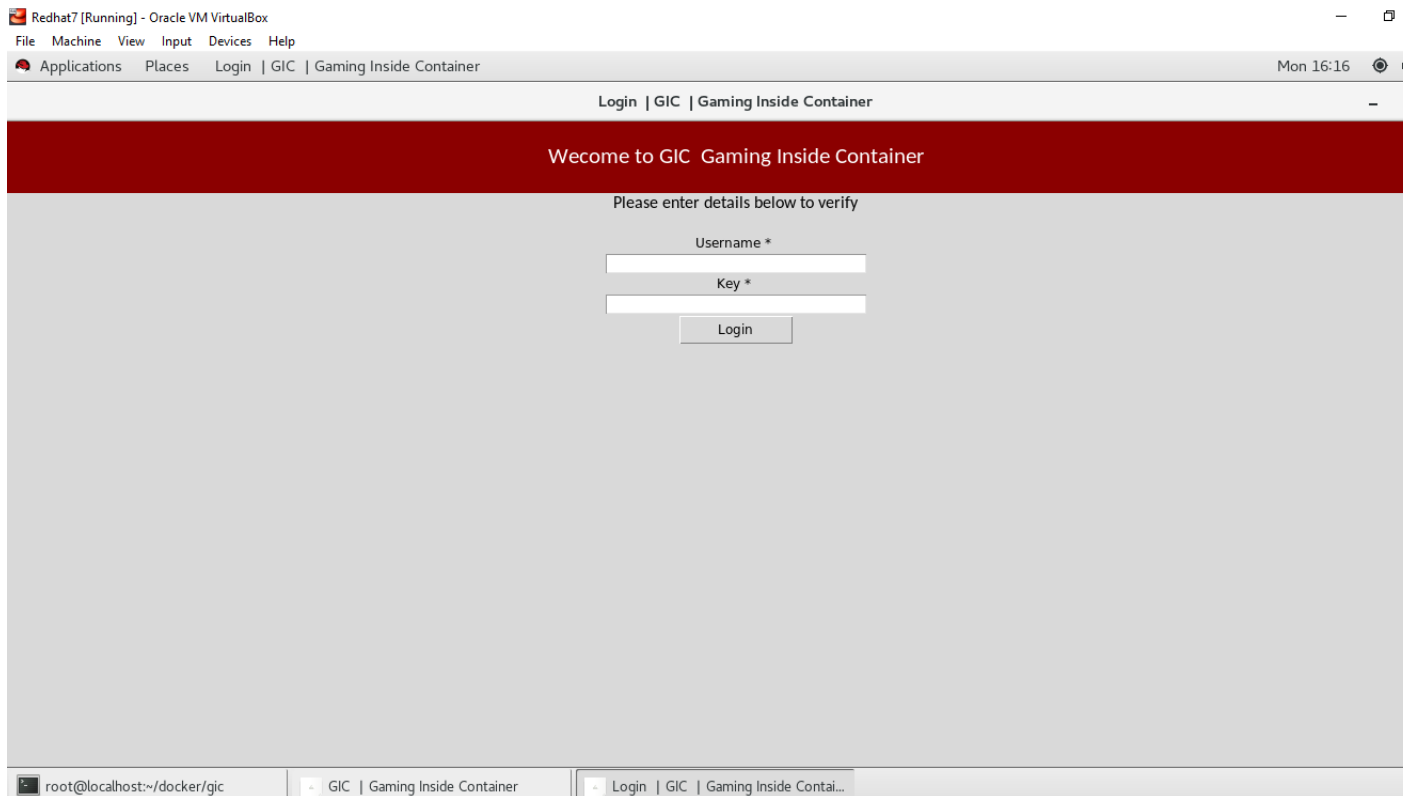 Redhat7 [Running] - Oracle VM VirtualBox
File Machine View Input Devices Help
Applications Places Login | GIC | Gaming Inside Container Mon 16:16
Login | GIC | Gaming Inside Container
Wecome to GIC Gaming Inside Container
Please enter details below to verify
Username *
Key *
Login
root@localhost:~/docker/gic GIC | Gaming Inside Container Login | GIC | Gaming Inside Contai...